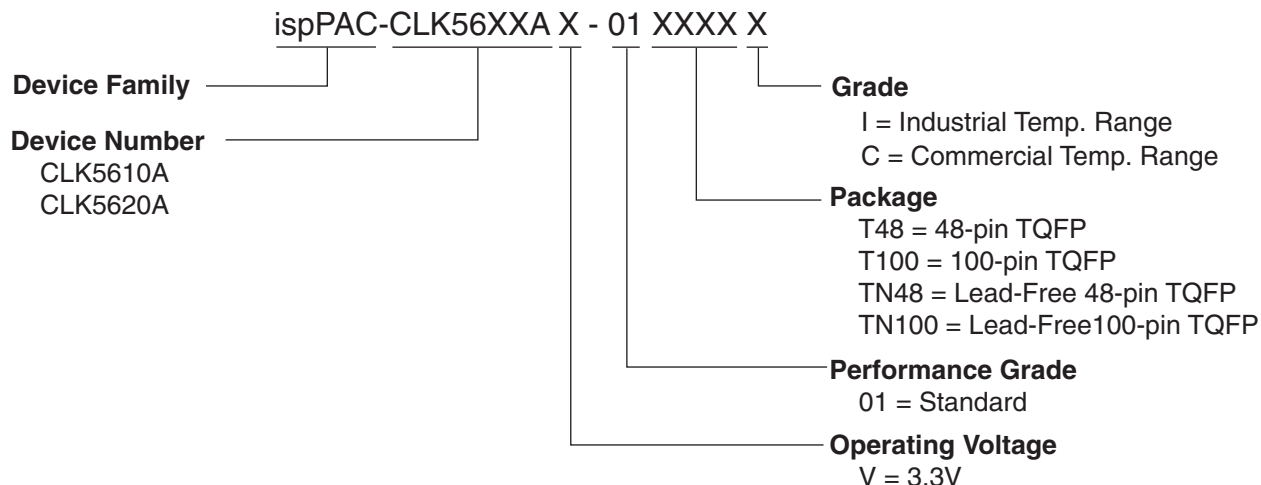 ispPAC-CLK56XXA X - 01 XXXX X
Device Family
Device Number
CLK5610A
CLK5620A
Grade
I = Industrial Temp. Range
C = Commercial Temp. Range
Package
T48 = 48-pin TQFP
T100 = 100-pin TQFP
TN48 = Lead-Free 48-pin TQFP
TN100 = Lead-Free100-pin TQFP
Performance Grade
01 = Standard
Operating Voltage
V = 3.3V